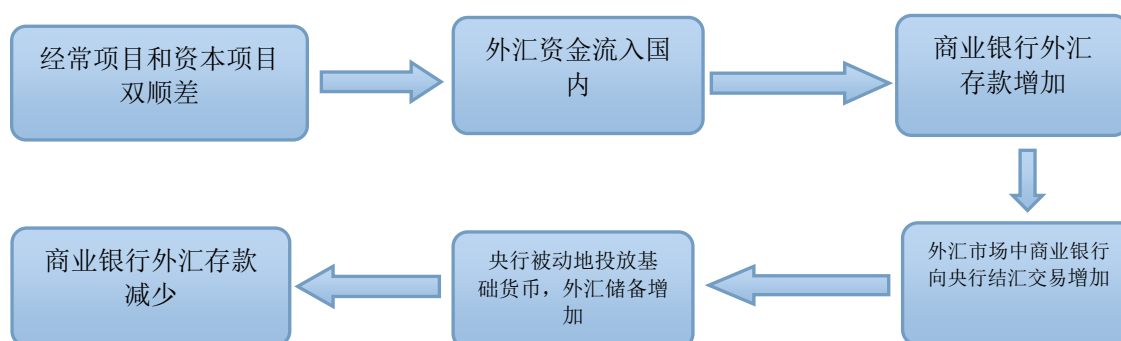 经常项目和资本项目
双顺差
外汇资金流入国
内
商业银行外汇
存款增加
外汇市场中商业银行
向央行结汇交易增加
央行被动地投放基
础货币，外汇储备增
加
商业银行外汇存款
减少